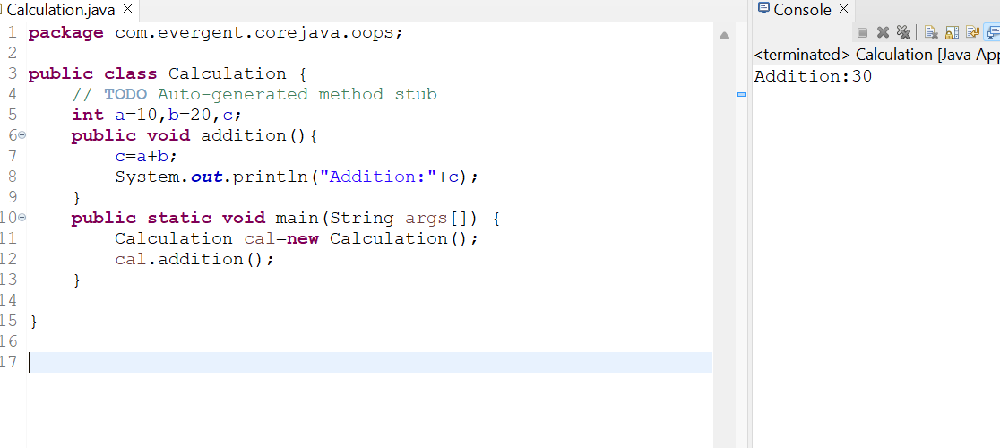 Calculation.java
1 package com.evergent.corejava.oops;
2
3 public class Calculation {
4 // TODO Auto-generated method stub
5 int a=10,b=20,c;
6 public void addition(){
7 c=a+b;
8 System.out.println("Addition:"+c);
9 }
10 public static void main(String args[]) {
11 Calculation cal=new Calculation();
12 cal.addition();
13 }
14
15 }
16
17
Console
<terminated> Calculation [Java App
Addition:30